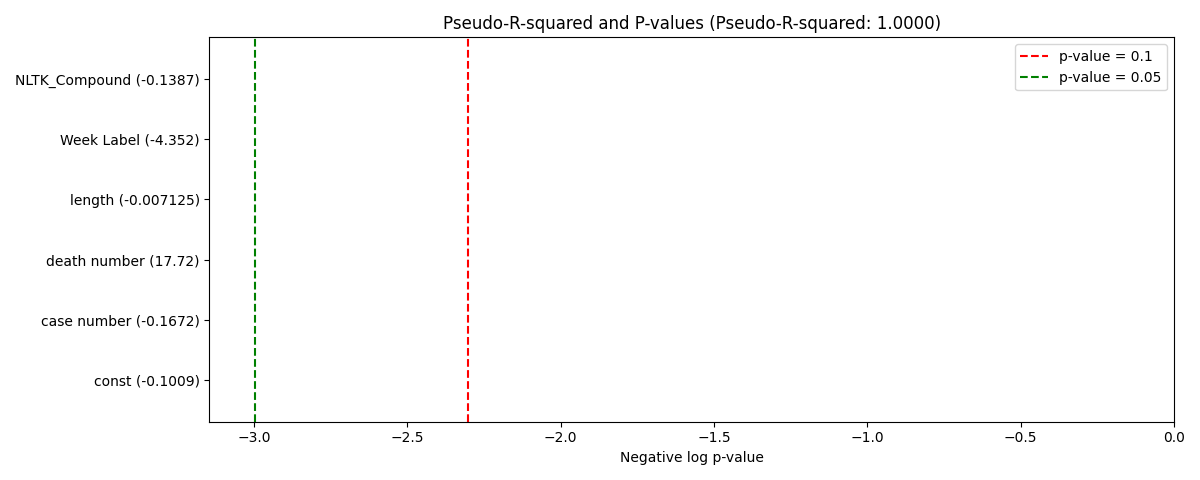 Pseudo-R-squared and P-values (Pseudo-R-squared: 1.0000)
p-value = 0.1
p-value = 0.05
NLTK_Compound (-0.1387)
Week Label (-4.352)
length (-0.007125)
death number (17.72)
case number (-0.1672)
const (-0.1009)
−3.0 −2.5 −2.0 −1.5 −1.0 −0.5 0.0
Negative log p-value